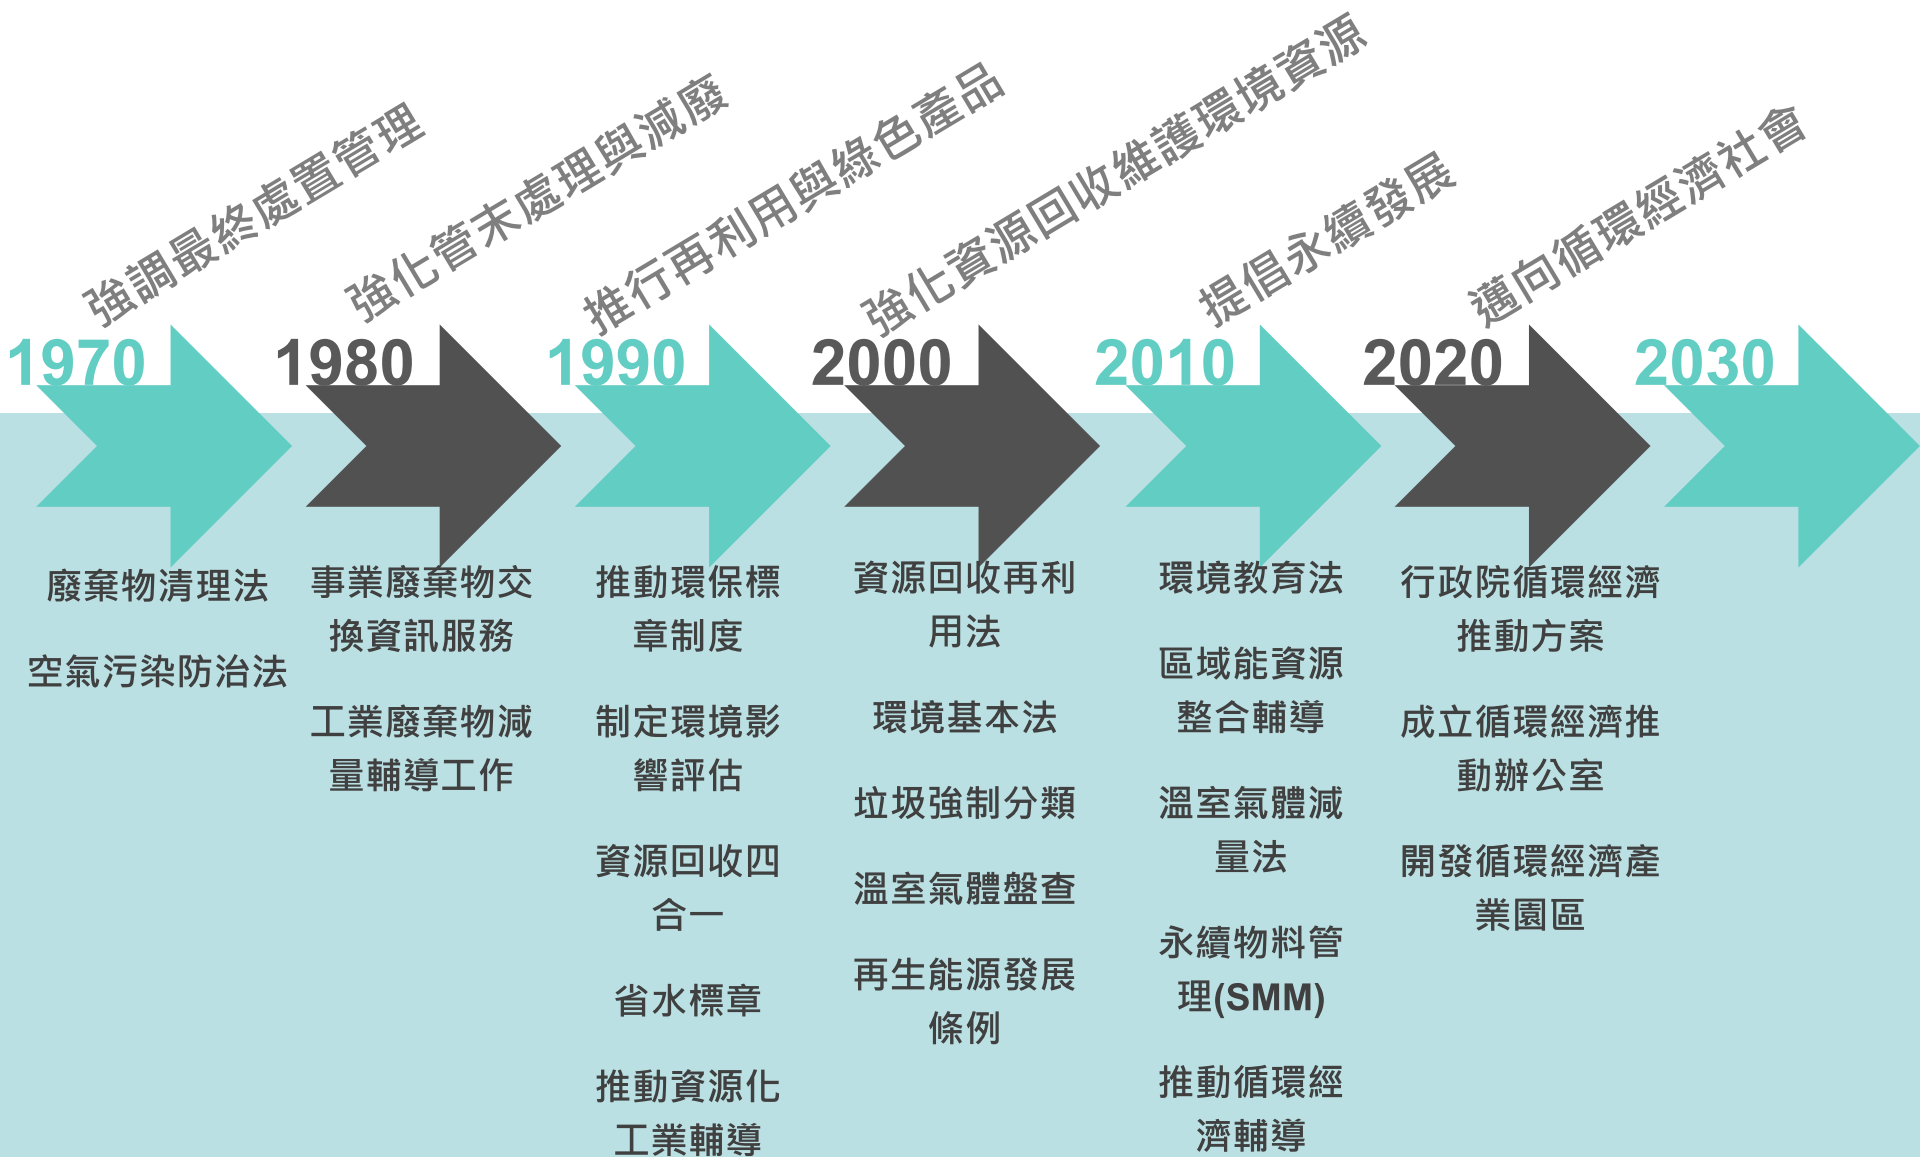 強調最終處置管理
強化管末處理與減廢
推行再利用與綠色產品
強化資源回收維護環境資源
提倡永續發展
邁向循環經濟社會
1970
1980
1990
2000
2010
2020
2030
廢棄物清理法
空氣污染防治法
事業廢棄物交
換資訊服務
工業廢棄物減
量輔導工作
推動環保標
章制度
制定環境影
響評估
資源回收四
合一
省水標章
推動資源化
工業輔導
資源回收再利
用法
環境基本法
垃圾強制分類
溫室氣體盤查
再生能源發展
條例
環境教育法
區域能資源
整合輔導
溫室氣體減
量法
永續物料管
理(SMM)
推動循環經
濟輔導
行政院循環經濟
推動方案
成立循環經濟推
動辦公室
開發循環經濟產
業園區